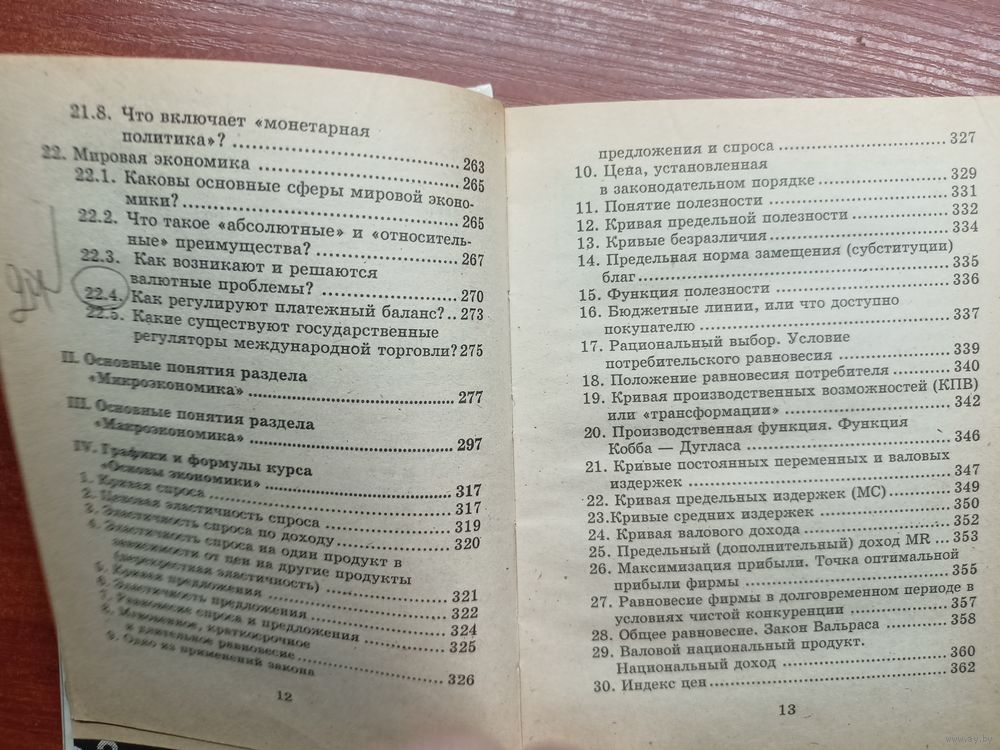 21.8. Что включает «монетарная
политика»? ........ 263
22. Мировая экономика ........ 265
22.1. Каковы основные сферы мировой эконо-
мики? ........ 265
22.2. Что такое «абсолютные» и «относитель-
ные» преимущества? ........ 267
22.3. Как возникают и решаются
валютные проблемы? ........ 270
22.4. Как регулируют платежный баланс? .. 273
22.5. Какие существуют государственные
регуляторы международной торговли? 275
II. Основные понятия раздела
«Микроэкономика» ........ 277
III. Основные понятия раздела
«Макроэкономика» ........ 297
IV. Графики и формулы курса
«Основы экономики» ........ 317
1. Кривая спроса ........ 317
2. Ценовая эластичность спроса ........ 319
3. Эластичность спроса по доходу ........ 320
4. Эластичность спроса на один продукт в
зависимости от цен на другие продукты
(перекрестная эластичность) ........ 321
5. Кривая предложения ........ 322
6. Эластичность предложения ........ 324
7. Равновесие спроса и предложения ........ 325
8. Мгновенное, краткосрочное
и длительное равновесие ........ 326
9. Одно из применений закона
12
предложения и спроса ........ 327
10. Цена, установленная
в законодательном порядке ........ 329
11. Понятие полезности ........ 331
12. Кривая предельной полезности ........ 332
13. Кривые безразличия ........ 334
14. Предельная норма замещения (субституции)
благ ........ 335
15. Функция полезности ........ 336
16. Бюджетные линии, или что доступно
покупателю ........ 337
17. Рациональный выбор. Условие
потребительского равновесия ........ 339
18. Положение равновесия потребителя ........ 340
19. Кривая производственных возможностей (КПВ)
или «трансформации» ........ 342
20. Производственная функция. Функция
Кобба — Дугласа ........ 346
21. Кривые постоянных переменных и валовых
издержек ........ 347
22. Кривая предельных издержек (МС) ........ 349
23.Кривые средних издержек ........ 350
24. Кривая валового дохода ........ 352
25. Предельный (дополнительный) доход MR ... 353
26. Максимизация прибыли. Точка оптимальной
прибыли фирмы ........ 355
27. Равновесие фирмы в долговременном периоде в
условиях чистой конкуренции ........ 357
28. Общее равновесие. Закон Вальраса ........ 358
29. Валовой национальный продукт.
Национальный доход ........ 360
30. Индекс цен ........ 362
13
www.ay.by